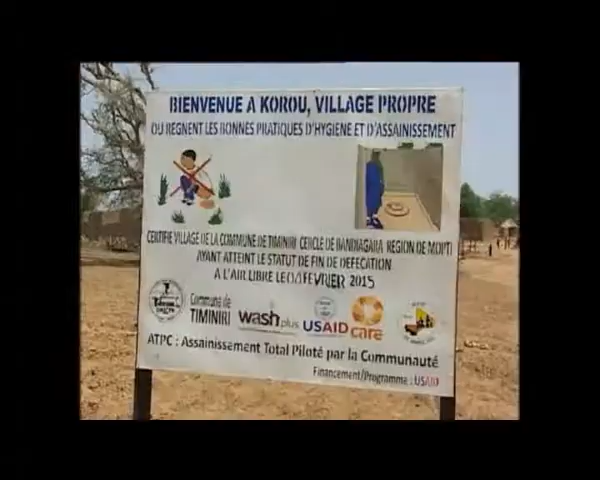 BIENVENUE A KOROU, VILLAGE PROPRE
OU REGNENT LES BONNES PRATIQUES D'HYGIENE ET D'ASSAINISSEMENT
CERTIFIE VILLAGE DE LA COMMUNE DE TIMINIRI CERCLE DE BANDIAGARA REGION DE MOPTI
AYANT ATTEINT LE STATUT DE FIN DE DEFECATION
A L'AIR LIBRE LE FEVRIER 2015
Commune de
TIMINIRI
wash plus
USAID
care
ATPC : Assainissement Total Piloté par la Communauté
Financement/Programme : USAID